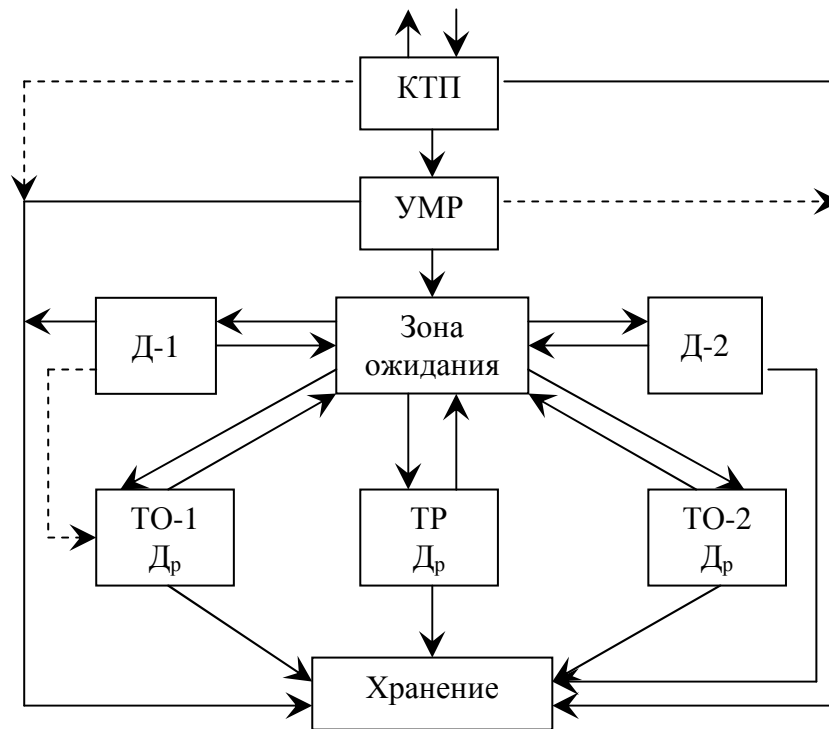 КТП
УМР
Зона
ожидания
Д-1
Д-2
ТО-1
Др
ТР
Др
ТО-2
Др
Хранение